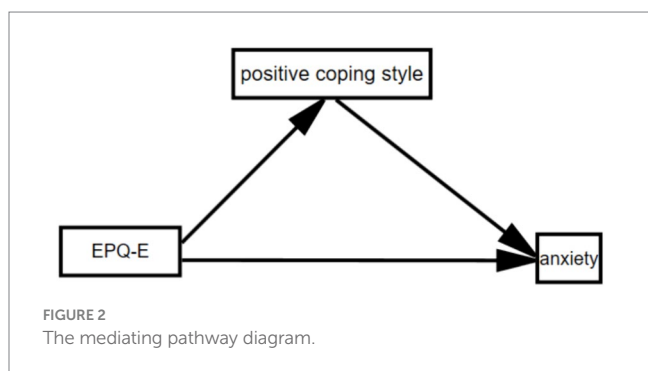 positive coping style
EPQ-E
anxiety
FIGURE 2
The mediating pathway diagram.